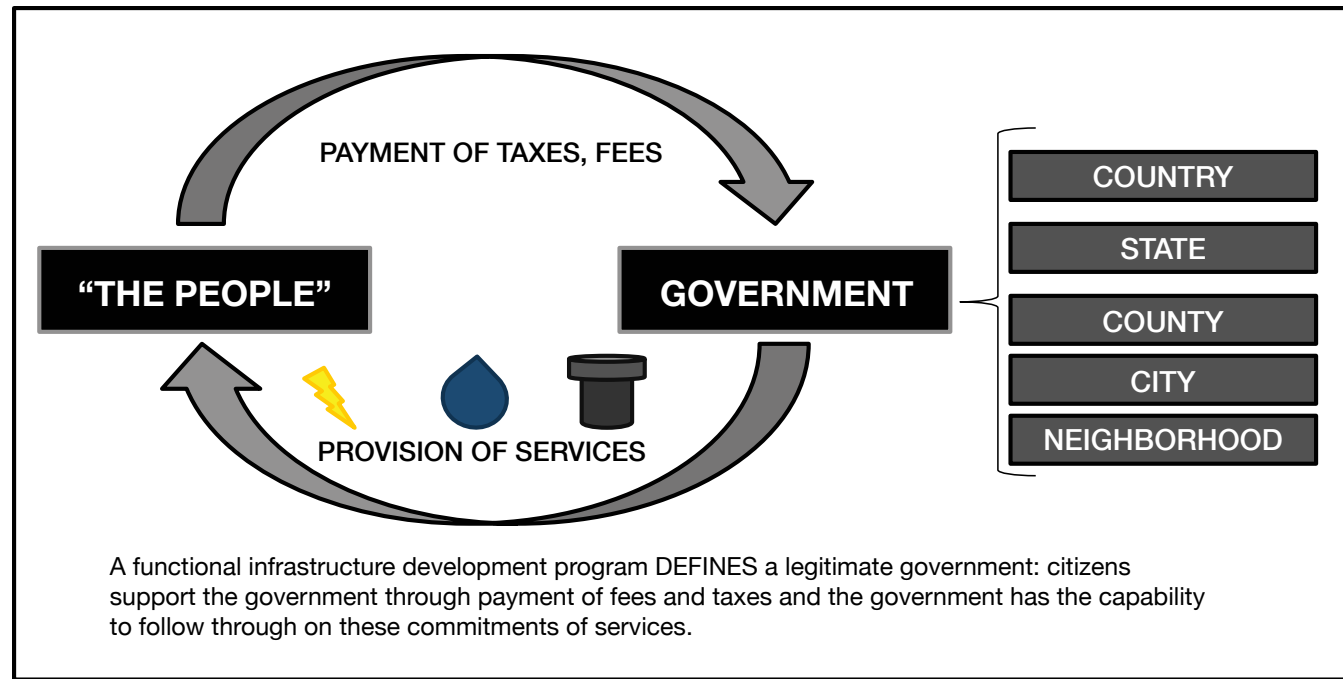 PAYMENT OF TAXES, FEES
“THE PEOPLE”
GOVERNMENT
PROVISION OF SERVICES
COUNTRY
STATE
COUNTY
CITY
NEIGHBORHOOD
A functional infrastructure development program DEFINES a legitimate government: citizens
support the government through payment of fees and taxes and the government has the capability
to follow through on these commitments of services.